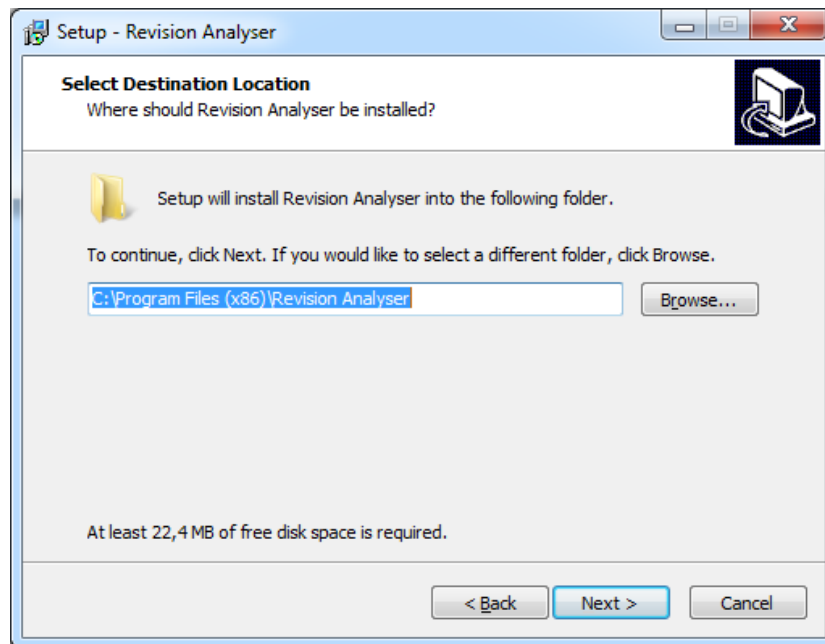 Setup - Revision Analyser
Select Destination Location
Where should Revision Analyser be installed?
Setup will install Revision Analyser into the following folder.
To continue, click Next. If you would like to select a different folder, click Browse.
C:\Program Files (x86)\Revision Analyser
Browse...
At least 22,4 MB of free disk space is required.
< Back
Next >
Cancel